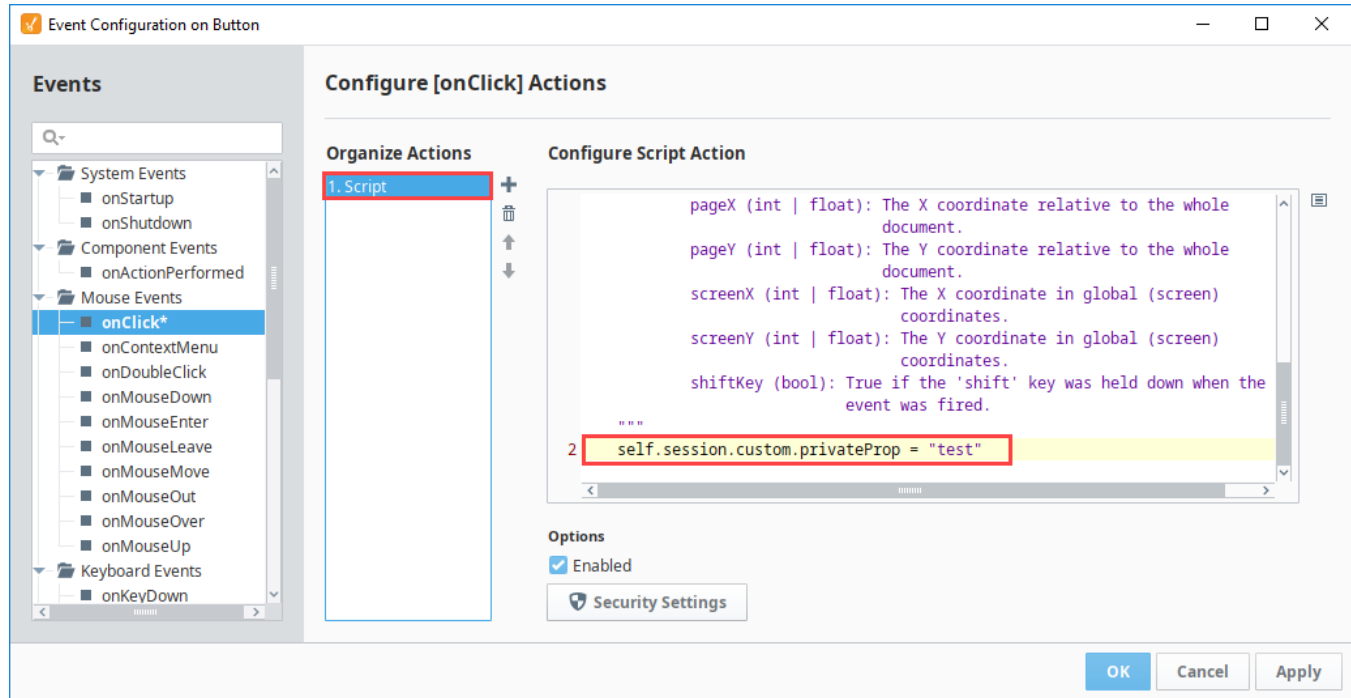 Event Configuration on Button
Events
System Events
onStartup
onShutdown
Component Events
onActionPerformed
Mouse Events
onClick*
onContextMenu
onDoubleClick
onMouseDown
onMouseEnter
onMouseLeave
onMouseMove
onMouseOut
onMouseOver
onMouseUp
Keyboard Events
onKeyDown
Configure [onClick] Actions
Organize Actions
1. Script
Configure Script Action
pageX (int | float): The X coordinate relative to the whole
document.
pageY (int | float): The Y coordinate relative to the whole
document.
screenX (int | float): The X coordinate in global (screen)
coordinates.
screenY (int | float): The Y coordinate in global (screen)
coordinates.
shiftKey (bool): True if the 'shift' key was held down when the
event was fired.
"""
2 self.session.custom.privateProp = "test"
Options
Enabled
Security Settings
OK Cancel Apply